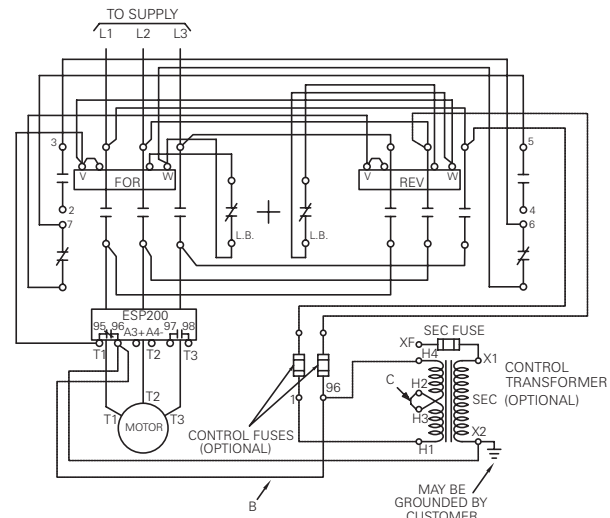 TO SUPPLY
L1 L2 L3
3
5
V W
FOR
V W
REV
2
7
4
6
L.B.
L.B.
ESP200
95 96 A3+ A4- 97 98
T1 T2 T3
T1
T2
T3
MOTOR
1
96
CONTROL FUSES
(OPTIONAL)
XF
SEC FUSE
H4
X1
C
H2
H3
H1
SEC
X2
CONTROL
TRANSFORMER
(OPTIONAL)
B
MAY BE
GROUNDED BY
CUSTOMER